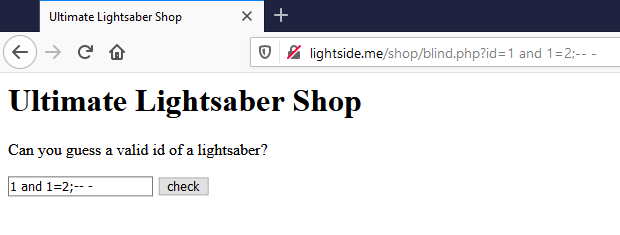 Ultimate Lightsaber Shop
lightside.me/shop/blind.php?id=1 and 1=2;-- -
Ultimate Lightsaber Shop
Can you guess a valid id of a lightsaber?
1 and 1=2;-- - check